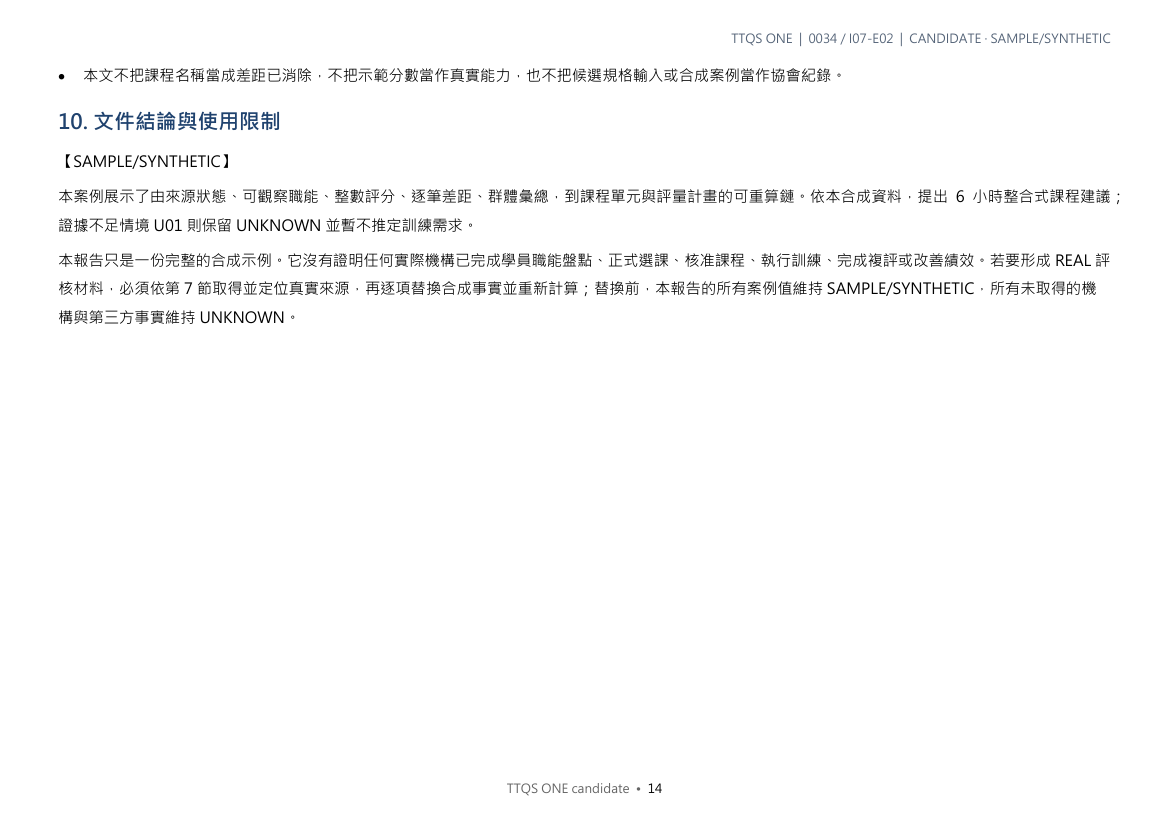 TTQS ONE | 0034 / I07-E02 | CANDIDATE · SAMPLE/SYNTHETIC
• 本文不把課程名稱當成差距已消除，不把示範分數當作真實能力，也不把候選規格輸入或合成案例當作協會紀錄。
10. 文件結論與使用限制
【SAMPLE/SYNTHETIC】
本案例展示了由來源狀態、可觀察職能、整數評分、逐筆差距、群體彙總，到課程單元與評量計畫的可重算鏈。依本合成資料，提出 6 小時整合式課程建議；
證據不足情境 U01 則保留 UNKNOWN 並暫不推定訓練需求。
本報告只是一份完整的合成示例。它沒有證明任何實際機構已完成學員職能盤點、正式選課、核准課程、執行訓練、完成複評或改善績效。若要形成 REAL 評
核材料，必須依第 7 節取得並定位真實來源，再逐項替換合成事實並重新計算；替換前，本報告的所有案例值維持 SAMPLE/SYNTHETIC，所有未取得的機
構與第三方事實維持 UNKNOWN。
TTQS ONE candidate • 14